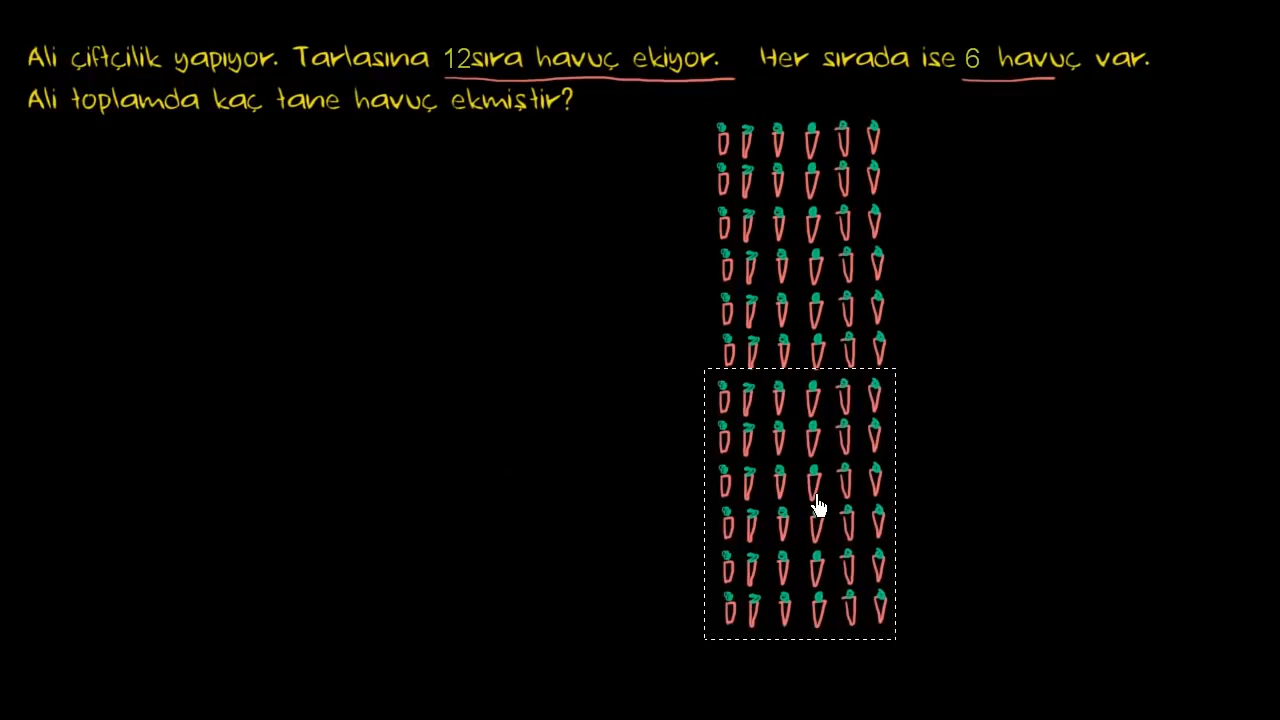 Ali çiftçilik yapıyor. Tarlasına 12sıra havuç ekiyor. Her sırada ise 6 havuç var.
Ali toplamda kaç tane havuç ekmiştir?